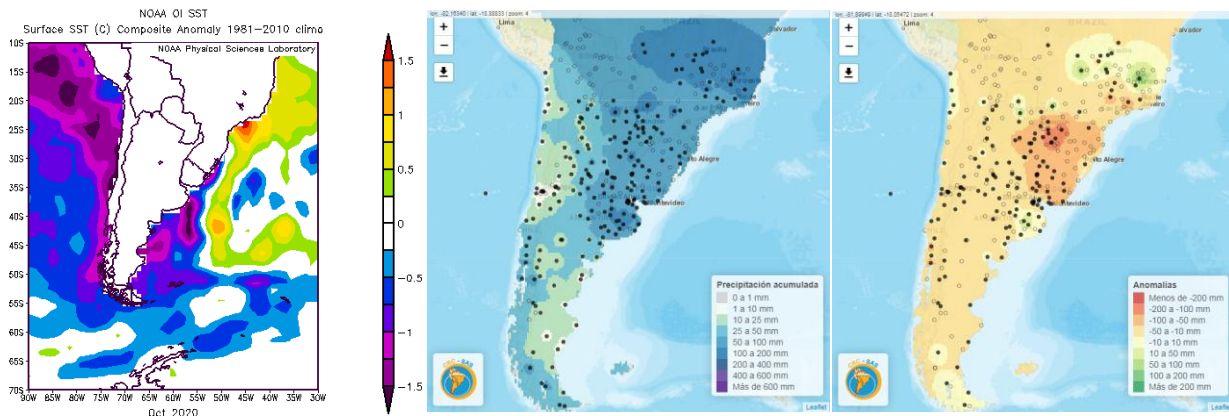 NOAA OI SST
Surface SST (C) Composite Anomaly 1981−2010 climo
NOAA Physical Sciences Laboratory
10S
15S
20S
25S
30S
35S
40S
45S
50S
55S
60S
65S
70S
90W 85W 80W 75W 70W 65W 60W 55W 50W 45W 40W 35W 30W
Oct 2020
1.5
1
0.5
0
−0.5
−1
−1.5
+
−
Lima
Salvador
Montevideo
Precipitación acumulada
0 a 1 mm
1 a 10 mm
10 a 25 mm
25 a 50 mm
50 a 100 mm
100 a 200 mm
200 a 400 mm
400 a 600 mm
Más de 600 mm
CRC-SAS
Leaflet
+
−
Lima
BRAZIL
Salvador
Anomalías
Menos de -200 mm
-200 a -100 mm
-100 a -50 mm
-50 a -10 mm
-10 a 10 mm
10 a 50 mm
50 a 100 mm
100 a 200 mm
Más de 200 mm
CRC-SAS
Leaflet